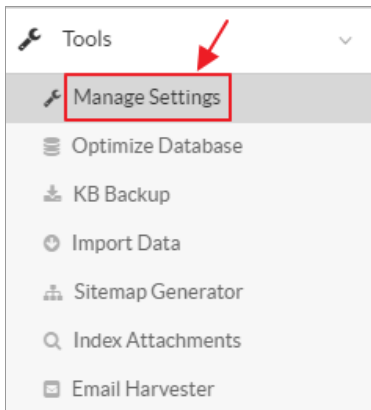 Tools
Manage Settings
Optimize Database
KB Backup
Import Data
Sitemap Generator
Index Attachments
Email Harvester